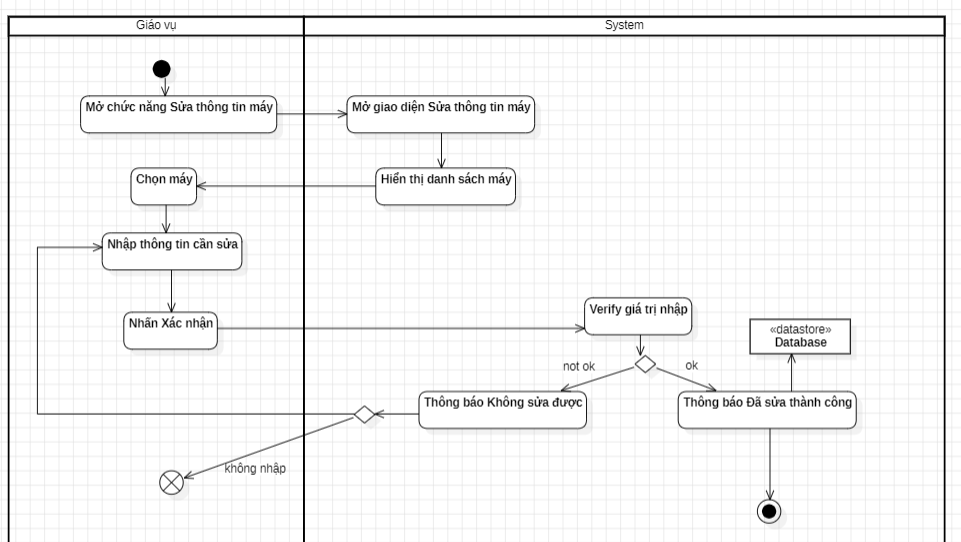 Giáo vụ
System
Mở chức năng Sửa thông tin máy
Mở giao diện Sửa thông tin máy
Chọn máy
Hiển thị danh sách máy
Nhập thông tin cần sửa
Nhấn Xác nhận
Verify giá trị nhập
«datastore»
Database
not ok
ok
Thông báo Không sửa được
Thông báo Đã sửa thành công
không nhập